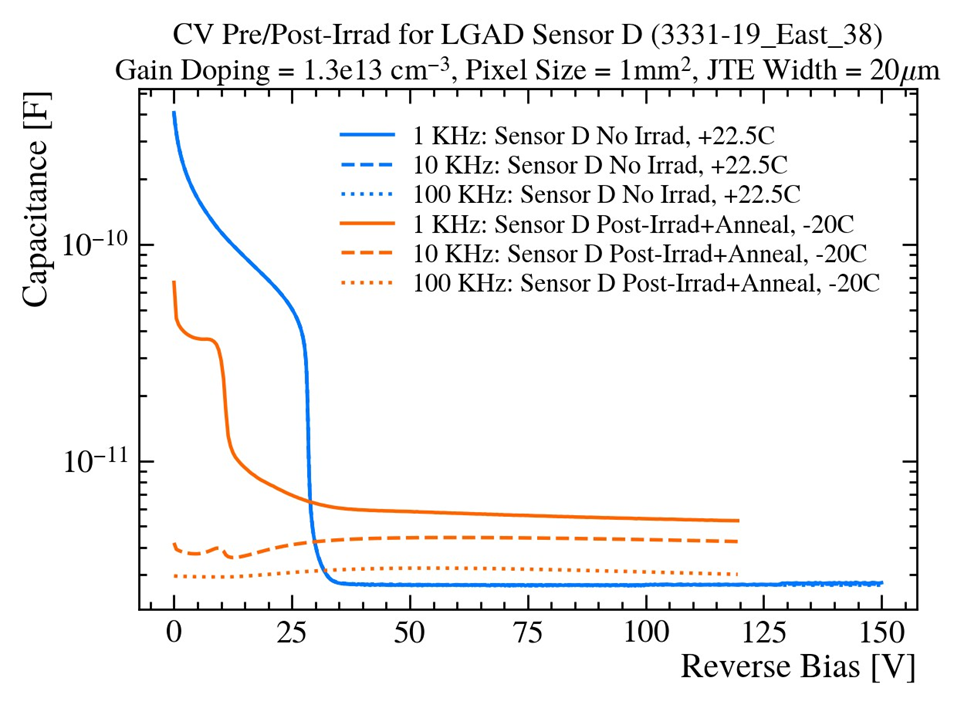 CV Pre/Post-Irrad for LGAD Sensor D (3331-19_East_38)
Gain Doping = 1.3e13 cm⁻³, Pixel Size = 1mm², JTE Width = 20μm
Capacitance [F]
10⁻¹⁰
10⁻¹¹
1 KHz: Sensor D No Irrad, +22.5C
10 KHz: Sensor D No Irrad, +22.5C
100 KHz: Sensor D No Irrad, +22.5C
1 KHz: Sensor D Post-Irrad+Anneal, -20C
10 KHz: Sensor D Post-Irrad+Anneal, -20C
100 KHz: Sensor D Post-Irrad+Anneal, -20C
0 25 50 75 100 125 150
Reverse Bias [V]